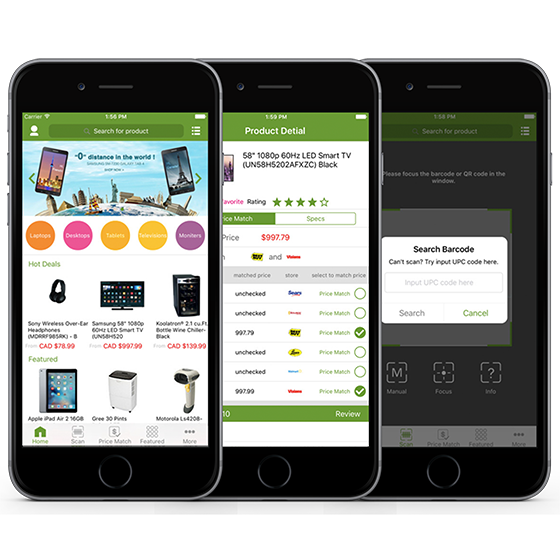 Carrier
1:56 PM
Search for product
"0" distance in the world !
SHOP NOW >
Laptops
Desktops
Tablets
Televisions
Moniters
Hot Deals
Sony Wireless Over-Ear
Headphones
(MDRRF985RK) - B
From CAD $78.99
Samsung 58" 1080p
60Hz LED Smart TV
(UN58H520
From CAD $997.99
Koolatron® 2.1 cu.Ft.
Bottle Wine Chiller-
Black
From CAD $139.99
Featured
Apple iPad Air 2 16GB
Gree 30 Pints
Motorola Ls4208-
Home
Scan
Price Match
Featured
More
1:59 PM
Product Detial
58" 1080p 60Hz LED Smart TV
(UN58H5202AFXZC)
Black
avorite Rating
ice Match
Specs
Price $997.79
and Visions
matched price store select to match price
unchecked Sears Price Match
unchecked Visions Price Match
997.79 Price Match
unchecked Price Match
unchecked Price Match
997.99 Visions Price Match
10 Review
1:58 PM
Search for product
Please focus the barcode or QR code in the
window.
Search Barcode
Can't scan? Try input UPC code here.
Input UPC code here
Search
Cancel
M
Manual
Focus
?
Info
Scan
Price Match
Featured
More